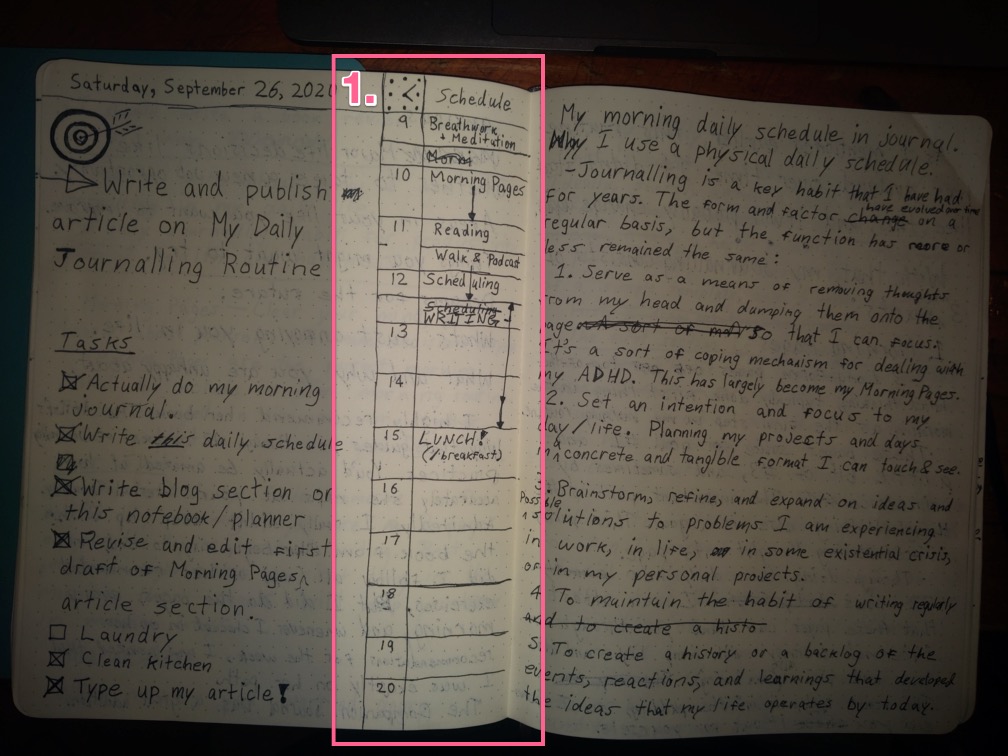 Saturday, September 26, 2020
Write and publish
article on My Daily
Journalling Routine
Tasks
Actually do my morning
journal.
Write this daily schedule
Write blog section on
this notebook/planner
Revise and edit first
draft of Morning Pages
article section.
Laundry
Clean kitchen
Type up my article!
1.
Schedule
9 Breathwork
+ Meditation
Morni
10 Morning Pages
11 Reading
Walk & Podcast
12 Scheduling
Scheduling
WRITING
13
14
15 LUNCH!
(/breakfast)
16
17
18
19
20
My morning daily schedule in journal.
Why I use a physical daily schedule.
-Journalling is a key habit that I have had
for years. The form and factor change have evolved over time on a
regular basis, but the function has more or
less remained the same:
1. Serve as a means of removing thoughts
from my head and dumping them onto the
page. A sort of so that I can focus.
It's a sort of coping mechanism for dealing with
my ADHD. This has largely become my Morning Pages.
2. Set an intention and focus to my
day/life. Planning my projects and days
in a concrete and tangible format I can touch & see.
3. Brainstorm, refine, and expand on ideas and
possible solutions to problems I am experiencing
in work, in life, in some existential crisis,
or in my personal projects.
4. To maintain the habit of writing regularly
and to create a histo
5. To create a history or a backlog of the
events, reactions, and learnings that developed
the ideas that my life operates by today.